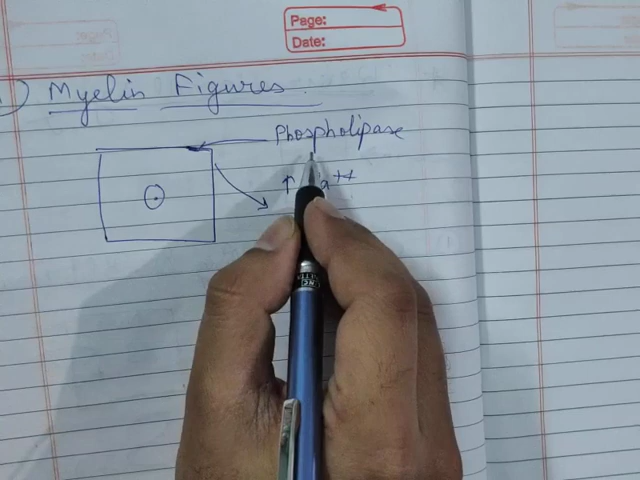 Page:
Date:
) Myelin Figures.
Phospholipase
↑ a++